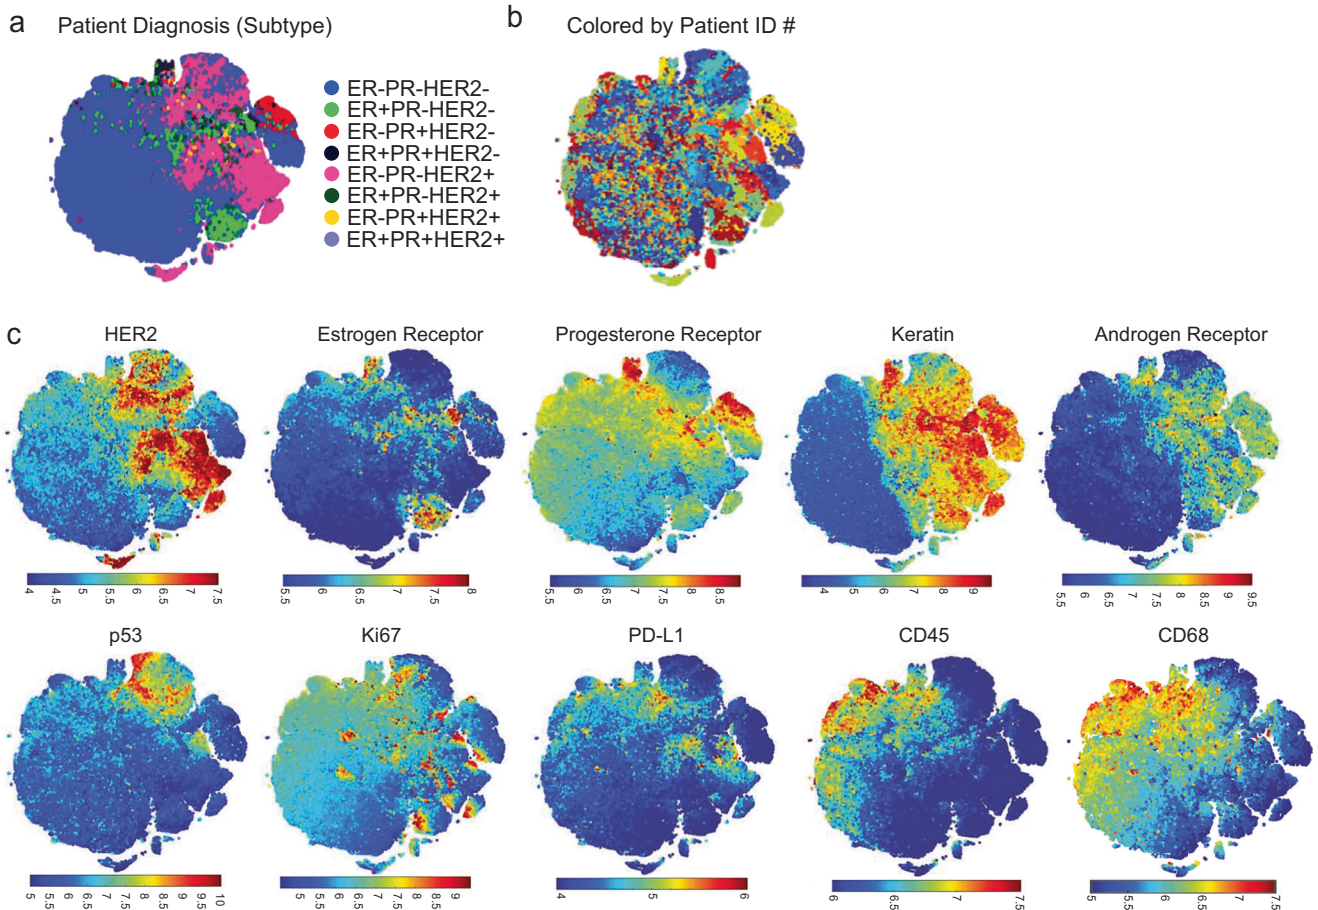 a Patient Diagnosis (Subtype)
ER-PR-HER2-
ER+PR-HER2-
ER-PR+HER2-
ER+PR+HER2-
ER-PR-HER2+
ER+PR-HER2+
ER-PR+HER2+
ER+PR+HER2+
b Colored by Patient ID #
c
HER2
4 4.5 5 5.5 6 6.5 7 7.5
Estrogen Receptor
5.5 6 6.5 7 7.5 8
Progesterone Receptor
5.5 6 6.5 7 7.5 8 8.5
Keratin
4 5 6 7 8 9
Androgen Receptor
5.5 6 6.5 7 7.5 8 8.5 9 9.5
p53
5 5.5 6 6.5 7 7.5 8 8.5 9 9.5 10
Ki67
4 4.5 5 5.5 6 6.5 7 7.5 8 8.5 9
PD-L1
4 5 6
CD45
6 6.5 7 7.5
CD68
5 5.5 6 6.5 7 7.5